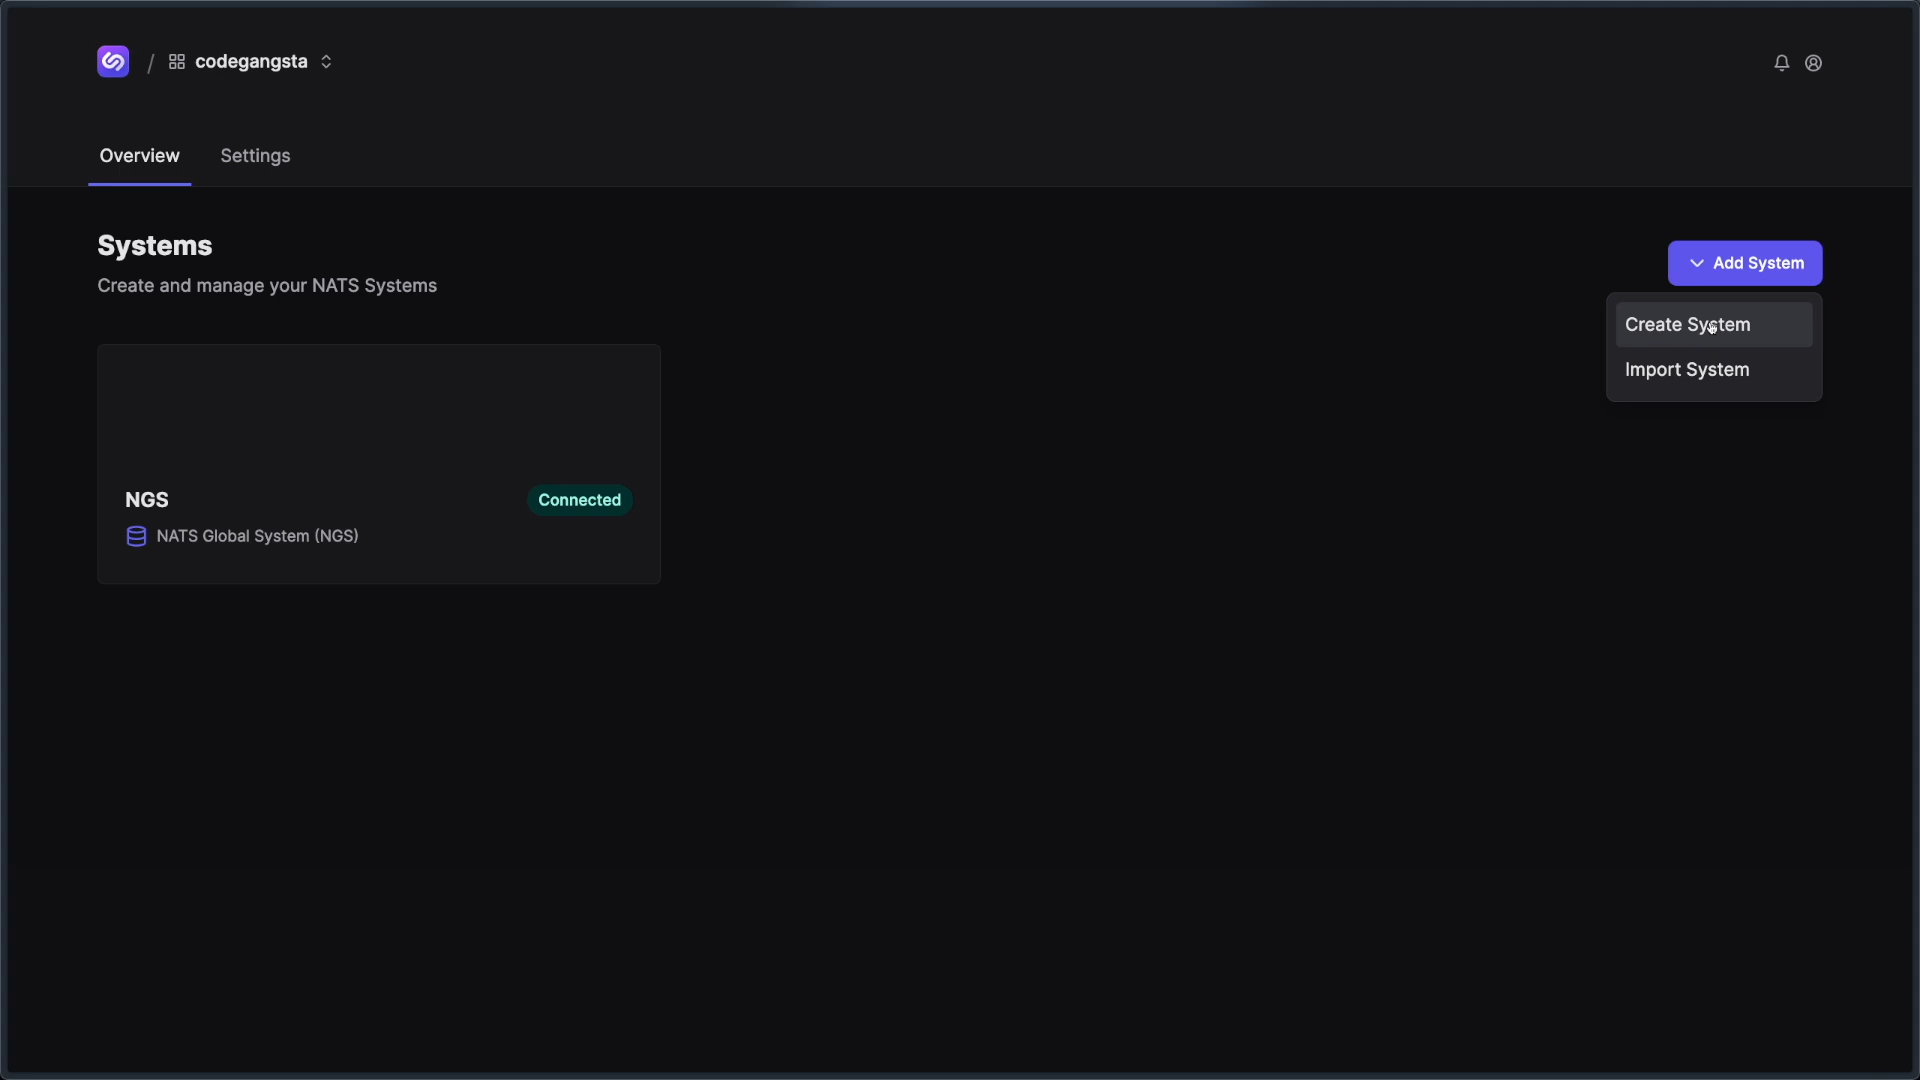 / codegangsta
Overview Settings
Systems
Create and manage your NATS Systems
Add System
Create System
Import System
NGS
Connected
NATS Global System (NGS)